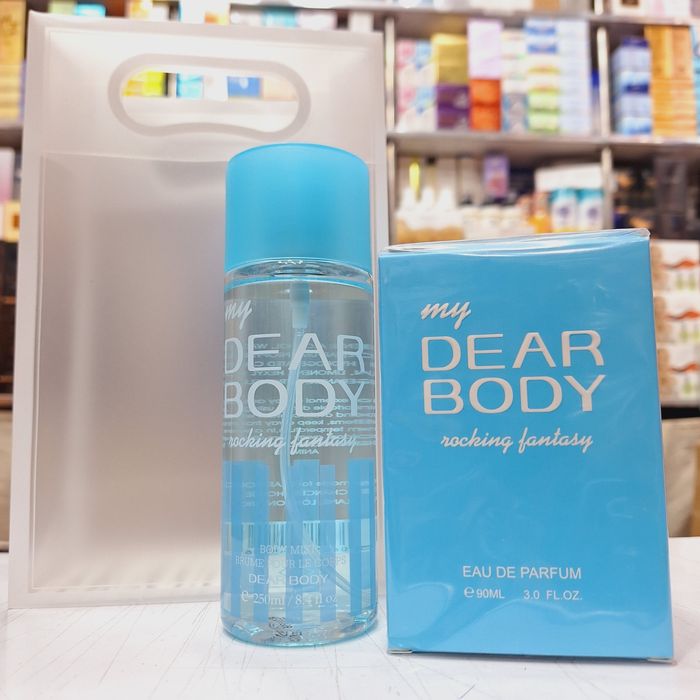 my
DEAR
BODY
rocking fantasy
BODY MIST
BRUME POUR LE CORPS
DEAR BODY
℮ 250ml / 8.4 fl oz
my
DEAR
BODY
rocking fantasy
EAU DE PARFUM
℮ 90ML 3.0 FL.OZ.